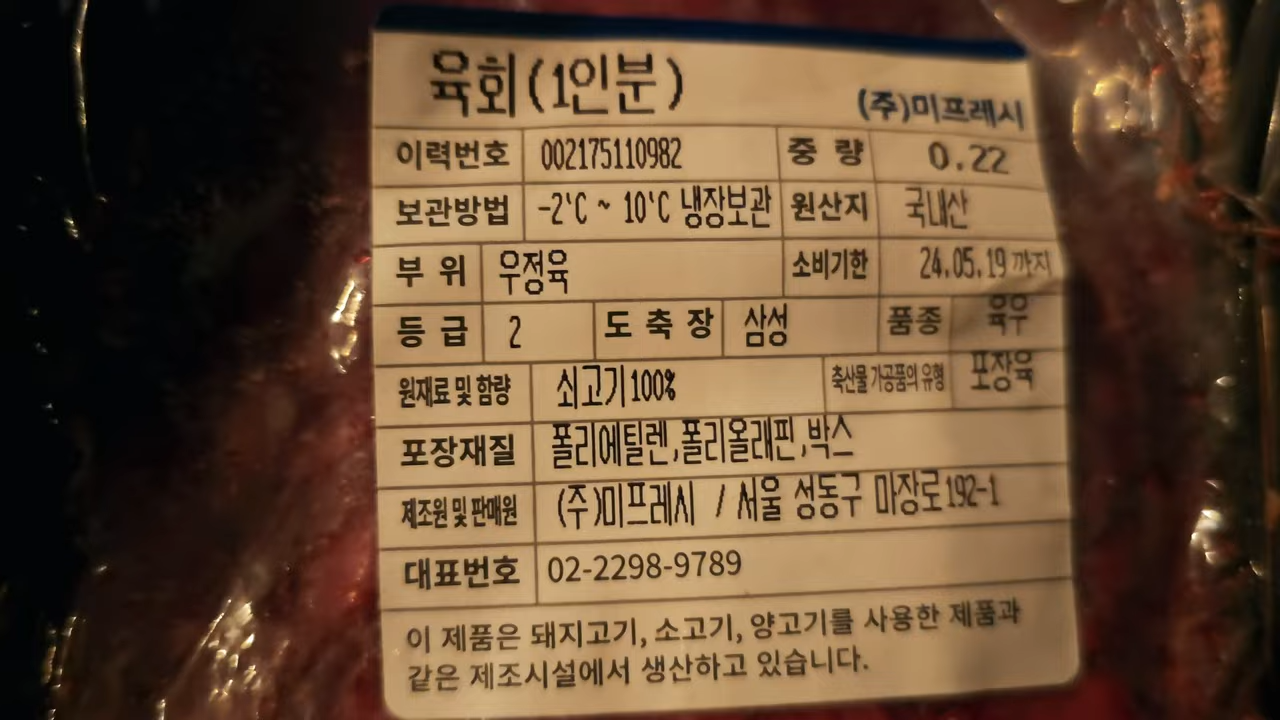 육회(1인분)
(주)미프레시
이력번호 002175110982 중 량 0.22
보관방법 -2'C ~ 10'C 냉장보관 원산지 국내산
부 위 우정육 소비기한 24.05.19 까지
등 급 2 도 축 장 삼성 품종 육우
원재료 및 함량 쇠고기100% 축산물 가공품의 유형 포장육
포장재질 폴리에틸렌,폴리올래핀,박스
제조원 및 판매원 (주)미프레시 / 서울 성동구 마장로192-1
대표번호 02-2298-9789
이 제품은 돼지고기, 소고기, 양고기를 사용한 제품과
같은 제조시설에서 생산하고 있습니다.